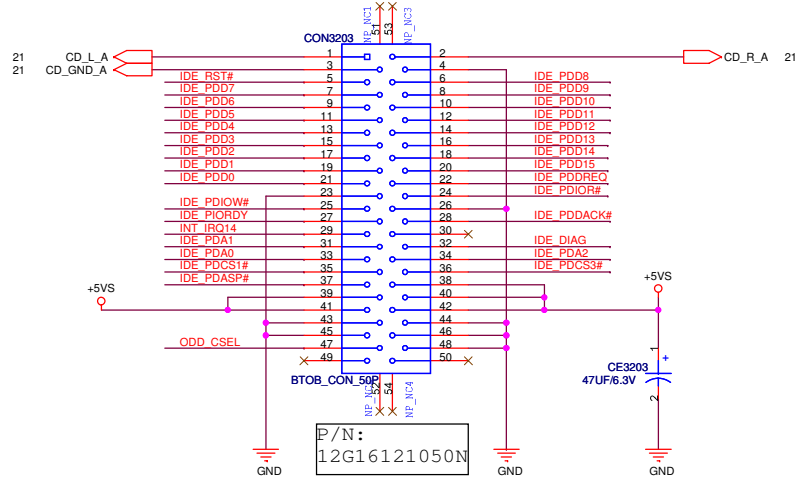 NP_NC1 51 53 NP_NC3
CON3203
21 CD_L_A 1 2 CD_R_A 21
21 CD_GND_A 3 4
IDE_RST# 5 6 IDE_PDD8
IDE_PDD7 7 8 IDE_PDD9
IDE_PDD6 9 10 IDE_PDD10
IDE_PDD5 11 12 IDE_PDD11
IDE_PDD4 13 14 IDE_PDD12
IDE_PDD3 15 16 IDE_PDD13
IDE_PDD2 17 18 IDE_PDD14
IDE_PDD1 19 20 IDE_PDD15
IDE_PDD0 21 22 IDE_PDDREQ
23 24 IDE_PDIOR#
IDE_PDIOW# 25 26
IDE_PIORDY 27 28 IDE_PDDACK#
INT_IRQ14 29 30
IDE_PDA1 31 32 IDE_DIAG
IDE_PDA0 33 34 IDE_PDA2
IDE_PDCS1# 35 36 IDE_PDCS3#
IDE_PDASP# 37 38
+5VS 39 40 +5VS
41 42
43 44
45 46
ODD_CSEL 47 48
49 50
1 +
CE3203
47UF/6.3V
2
BTOB_CON_50P
NP_NC2 52 54 NP_NC4
P/N:
12G16121050N
GND GND GND